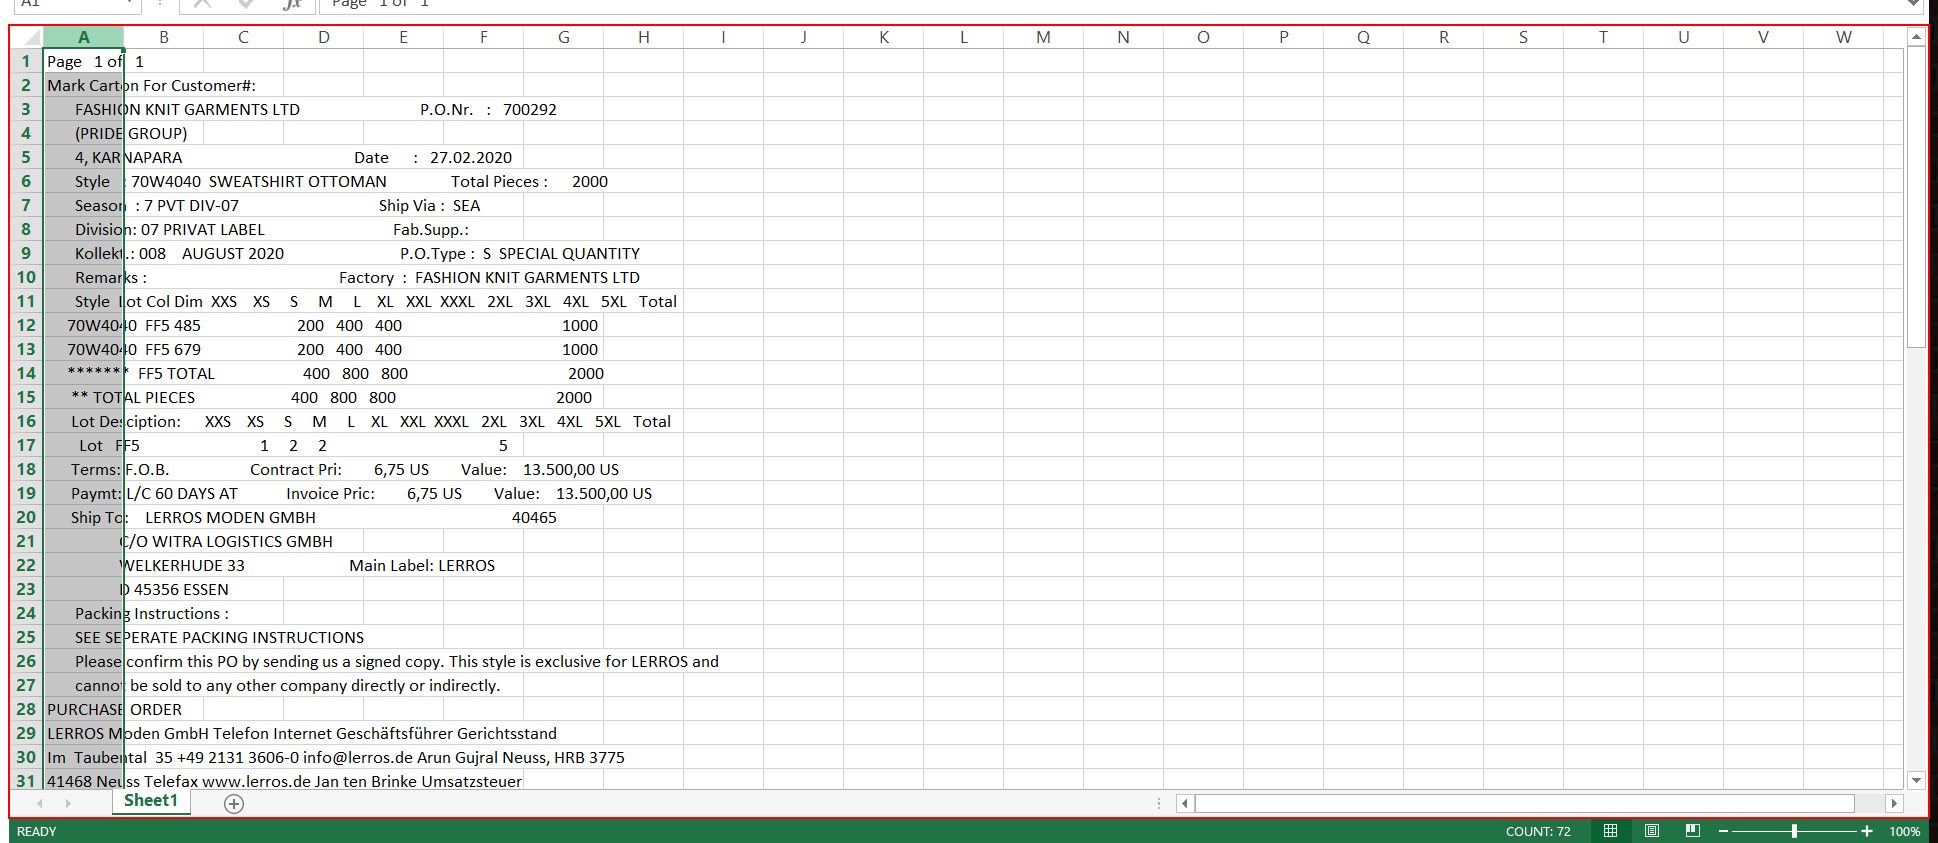 A1 fx Page 1 of 1
A B C D E F G H I J K L M N O P Q R S T U V W
1 Page 1 of 1
2 Mark Carton For Customer#:
3 FASHION KNIT GARMENTS LTD P.O.Nr. : 700292
4 (PRIDE GROUP)
5 4, KARNAPARA Date : 27.02.2020
6 Style : 70W4040 SWEATSHIRT OTTOMAN Total Pieces : 2000
7 Season : 7 PVT DIV-07 Ship Via : SEA
8 Division: 07 PRIVAT LABEL Fab.Supp.:
9 Kollekt.: 008 AUGUST 2020 P.O.Type : S SPECIAL QUANTITY
10 Remarks : Factory : FASHION KNIT GARMENTS LTD
11 Style Lot Col Dim XXS XS S M L XL XXL XXXL 2XL 3XL 4XL 5XL Total
12 70W4040 FF5 485 200 400 400 1000
13 70W4040 FF5 679 200 400 400 1000
14 ******* FF5 TOTAL 400 800 800 2000
15 ** TOTAL PIECES 400 800 800 2000
16 Lot Desciption: XXS XS S M L XL XXL XXXL 2XL 3XL 4XL 5XL Total
17 Lot FF5 1 2 2 5
18 Terms: F.O.B. Contract Pri: 6,75 US Value: 13.500,00 US
19 Paymt: L/C 60 DAYS AT Invoice Pric: 6,75 US Value: 13.500,00 US
20 Ship To: LERROS MODEN GMBH 40465
21 C/O WITRA LOGISTICS GMBH
22 WELKERHUDE 33 Main Label: LERROS
23 D 45356 ESSEN
24 Packing Instructions :
25 SEE SEPERATE PACKING INSTRUCTIONS
26 Please confirm this PO by sending us a signed copy. This style is exclusive for LERROS and
27 cannot be sold to any other company directly or indirectly.
28 PURCHASE ORDER
29 LERROS Moden GmbH Telefon Internet Geschäftsführer Gerichtsstand
30 Im Taubental 35 +49 2131 3606-0 info@lerros.de Arun Gujral Neuss, HRB 3775
31 41468 Neuss Telefax www.lerros.de Jan ten Brinke Umsatzsteuer
Sheet1
READY COUNT: 72 100%